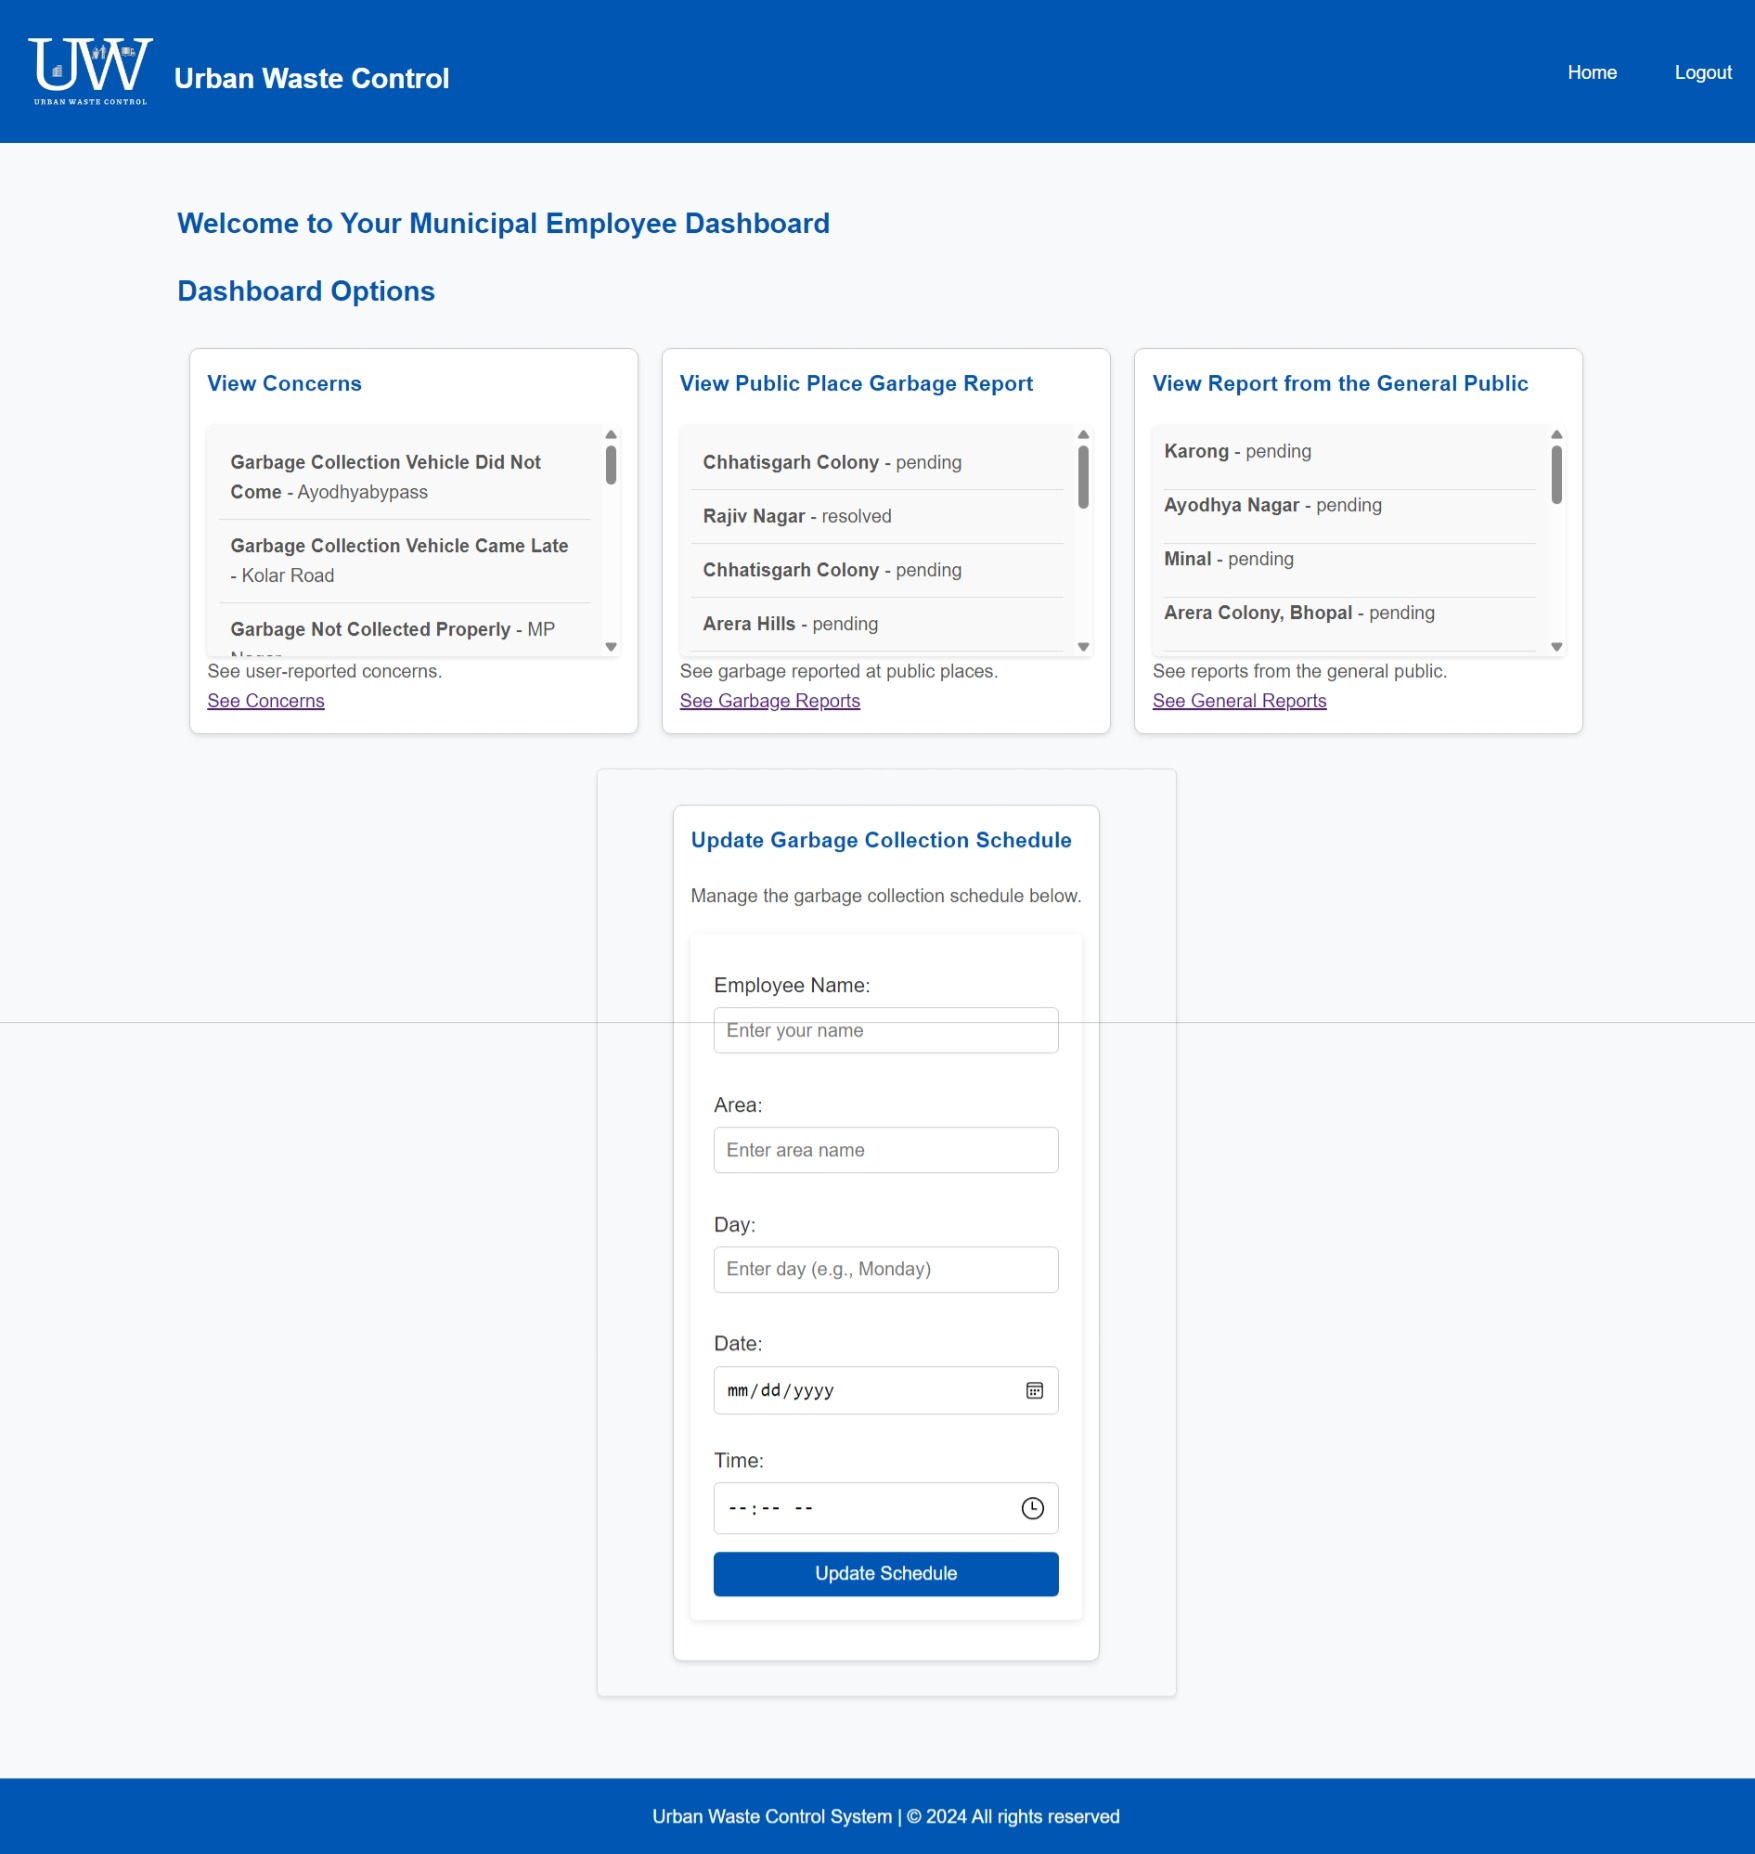 UW
URBAN WASTE CONTROL
Urban Waste Control
Home
Logout
Welcome to Your Municipal Employee Dashboard
Dashboard Options
View Concerns
Garbage Collection Vehicle Did Not
Come - Ayodhyabypass
Garbage Collection Vehicle Came Late
- Kolar Road
Garbage Not Collected Properly - MP
See user-reported concerns.
See Concerns
View Public Place Garbage Report
Chhatisgarh Colony - pending
Rajiv Nagar - resolved
Chhatisgarh Colony - pending
Arera Hills - pending
See garbage reported at public places.
See Garbage Reports
View Report from the General Public
Karong - pending
Ayodhya Nagar - pending
Minal - pending
Arera Colony, Bhopal - pending
See reports from the general public.
See General Reports
Update Garbage Collection Schedule
Manage the garbage collection schedule below.
Employee Name:
Enter your name
Area:
Enter area name
Day:
Enter day (e.g., Monday)
Date:
mm/dd/yyyy
Time:
--:-- --
Update Schedule
Urban Waste Control System | © 2024 All rights reserved